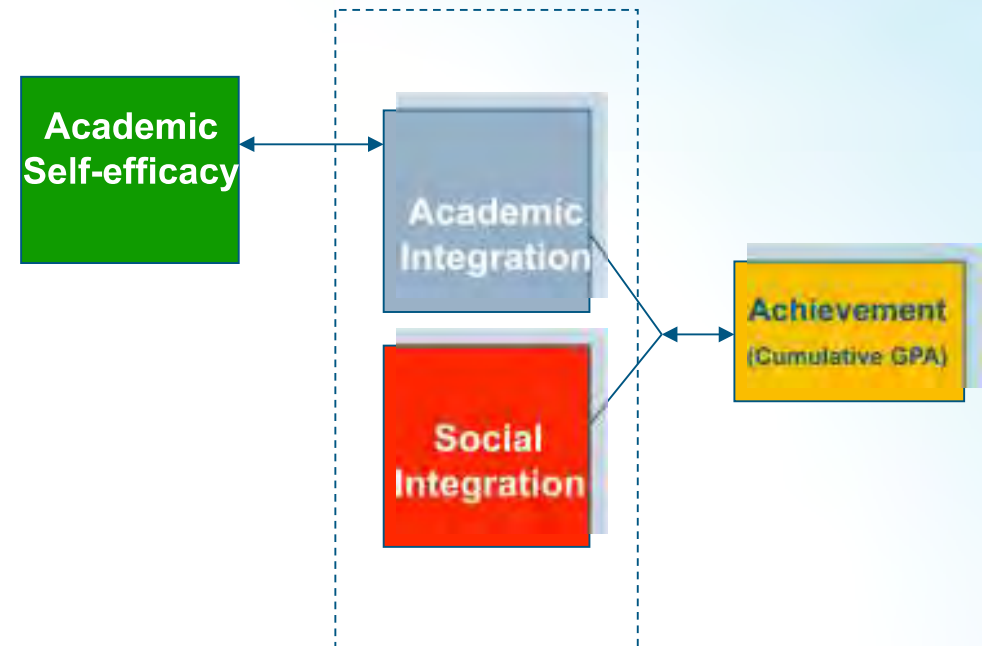 Academic
Self-efficacy
Academic
Integration
Social
Integration
Achievement
(Cumulative GPA)